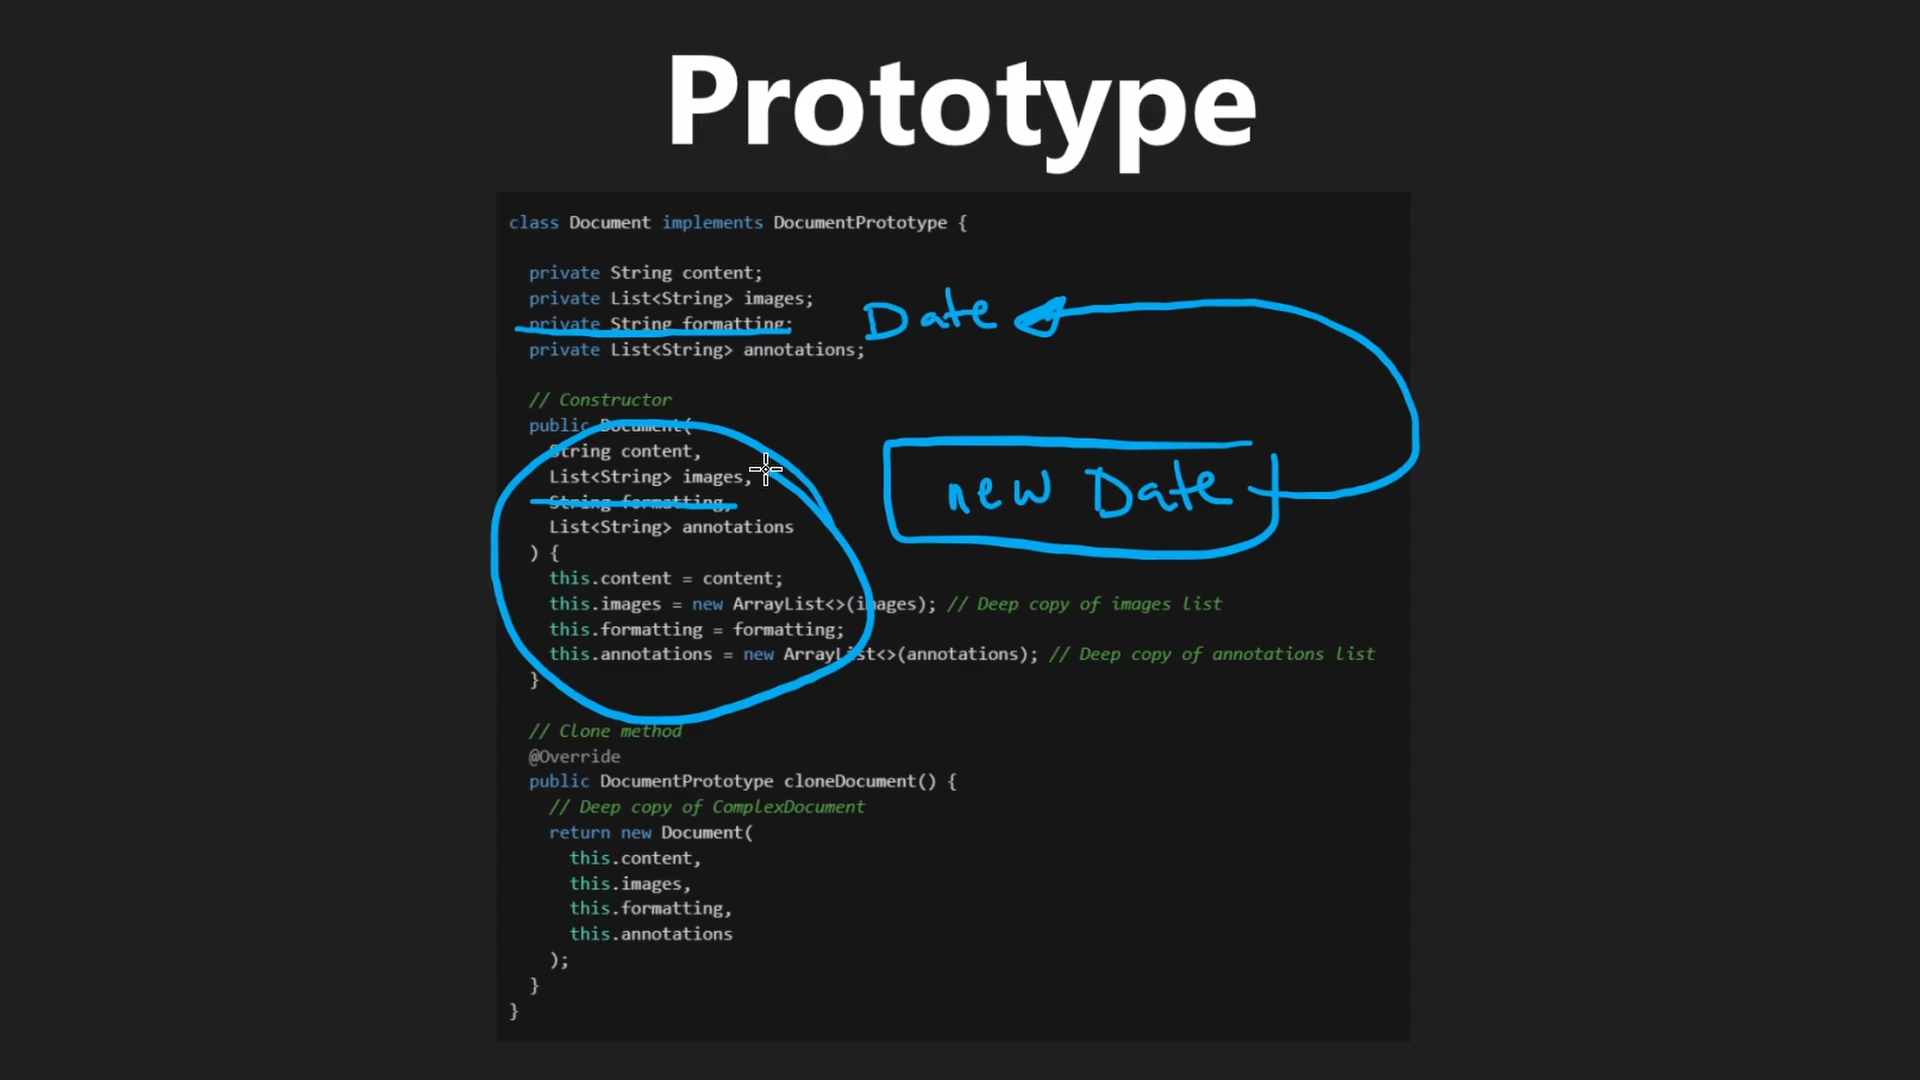 Prototype
class Document implements DocumentPrototype {
private String content;
private List<String> images;
private String formatting;
Date
private List<String> annotations;
// Constructor
public Document(
String content,
List<String> images,
new Date
String formatting,
List<String> annotations
) {
this.content = content;
this.images = new ArrayList<>(images); // Deep copy of images list
this.formatting = formatting;
this.annotations = new ArrayList<>(annotations); // Deep copy of annotations list
}
// Clone method
@Override
public DocumentPrototype cloneDocument() {
// Deep copy of ComplexDocument
return new Document(
this.content,
this.images,
this.formatting,
this.annotations
);
}
}